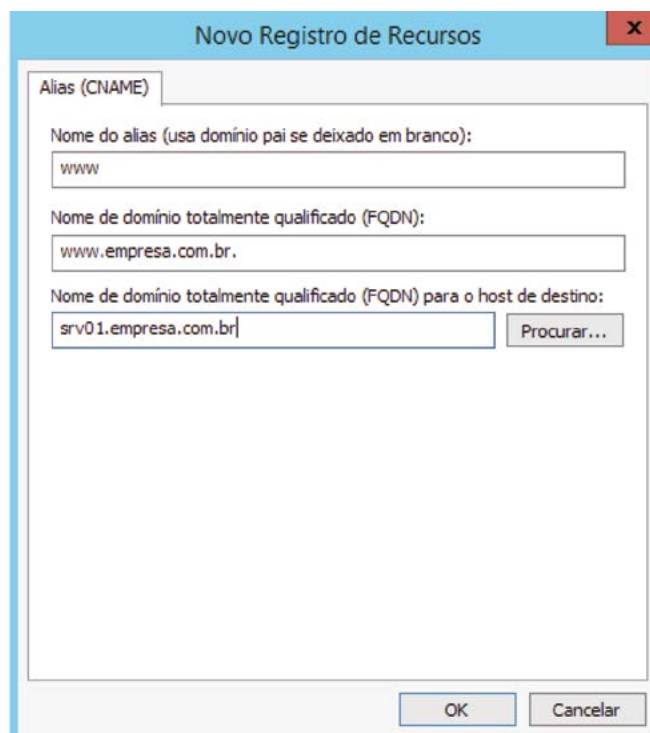 Novo Registro de Recursos
x
Alias (CNAME)
Nome do alias (usa domínio pai se deixado em branco):
www
Nome de domínio totalmente qualificado (FQDN):
www.empresa.com.br.
Nome de domínio totalmente qualificado (FQDN) para o host de destino:
srv01.empresa.com.br
Procurar...
OK
Cancelar